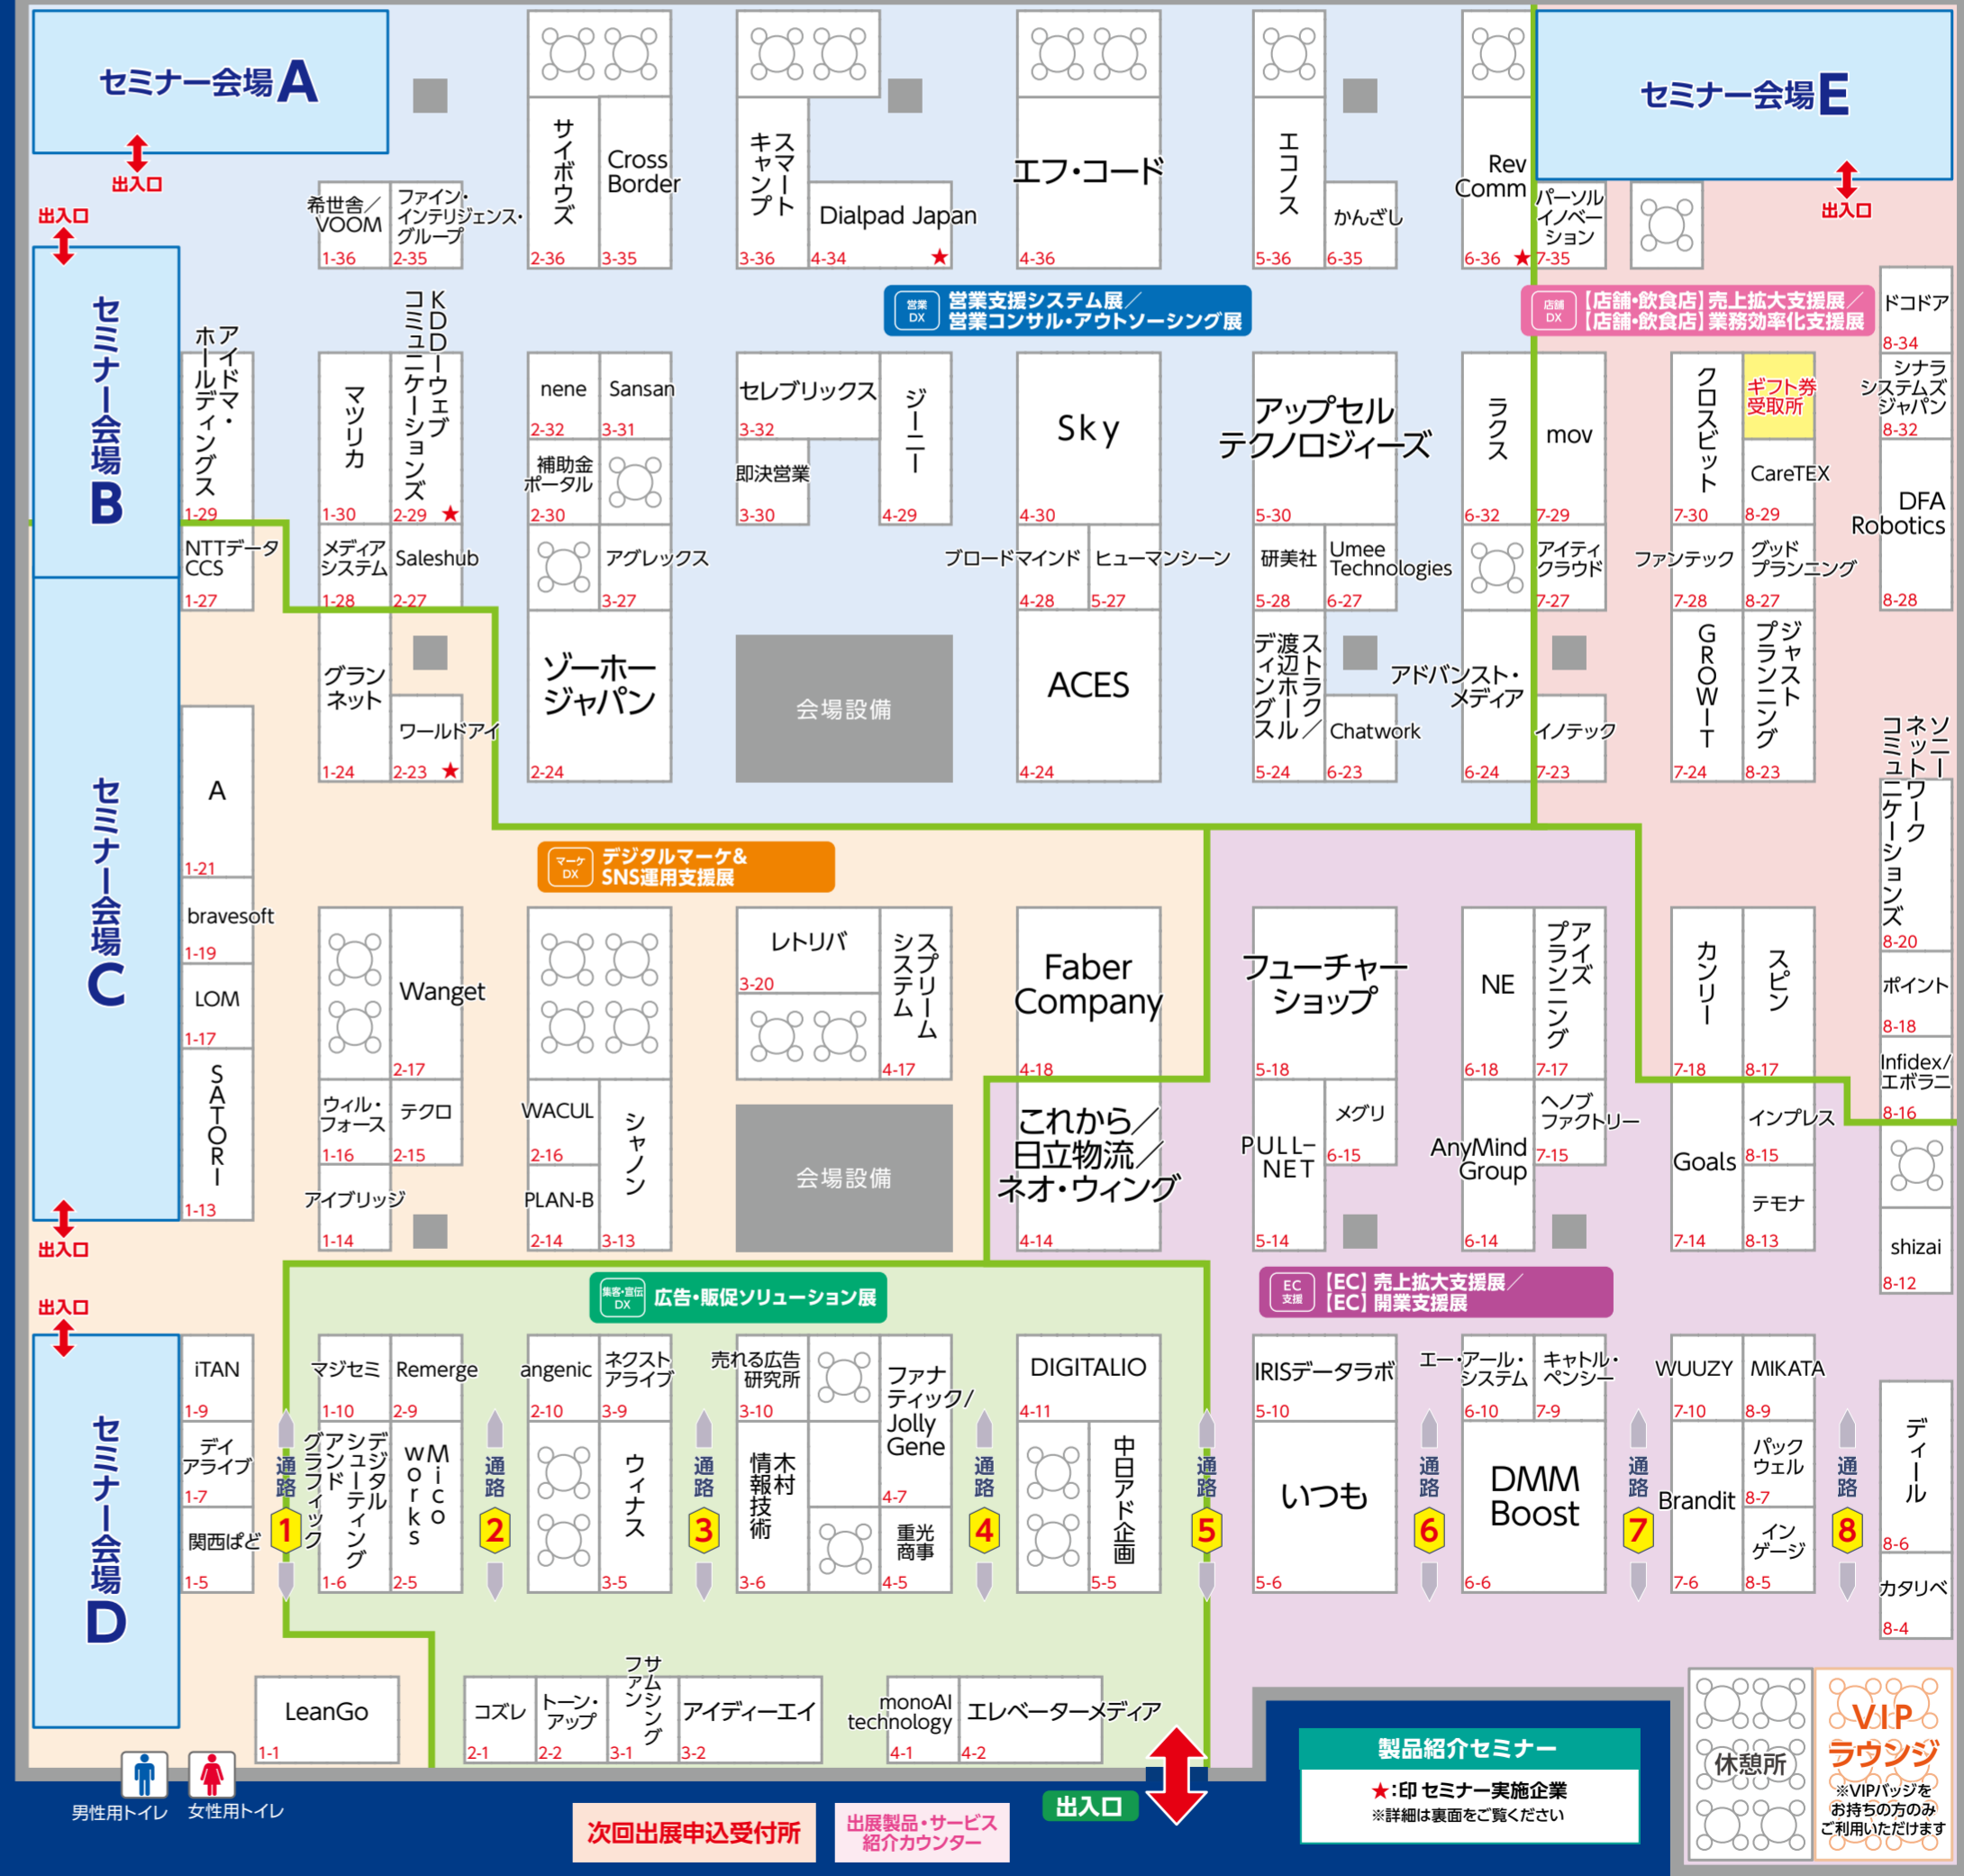 セミナー会場A
出入口
セミナー会場E
出入口
出入口
セミナー会場B
セミナー会場C
出入口
出入口
セミナー会場D
希世舎／
VOOM
1-36
ファイン・
インテリジェンス・
グループ
2-35
サイボウズ
2-36
Cross
Border
3-35
スマート
キャンプ
3-36
Dialpad Japan
4-34 ★
エフ・コード
4-36
エコノス
5-36
かんざし
6-35
Rev
Comm
6-36 ★
パーソル
イノベー
ション
7-35
営業
DX
営業支援システム展／
営業コンサル・アウトソーシング展
店舗
DX
【店舗・飲食店】売上拡大支援展／
【店舗・飲食店】業務効率化支援展
ドコドア
8-34
シナラ
システムズ
ジャパン
8-32
DFA
Robotics
8-28
アイドマ・
ホールディングス
1-29
マツリカ
1-30
KDDIウェブ
コミュニケーションズ
2-29 ★
nene
2-32
Sansan
3-31
補助金
ポータル
2-30
セレブリックス
3-32
即決営業
3-30
ジーニー
4-29
Sky
4-30
アップセル
テクノロジィーズ
5-30
ラクス
6-32
mov
7-29
クロスビット
7-30
ギフト券
受取所
CareTEX
8-29
NTTデータ
CCS
1-27
メディア
システム
1-28
Saleshub
2-27
アグレックス
3-27
ブロードマインド
4-28
ヒューマンシーン
5-27
研美社
5-28
Umee
Technologies
6-27
アイティ
クラウド
7-27
ファンテック
7-28
グッド
プランニング
8-27
グラン
ネット
1-24
ワールドアイ
2-23 ★
ゾーホー
ジャパン
2-24
会場設備
ACES
4-24
ストラク／
渡辺ホール
ディングス
5-24
Chatwork
6-23
アドバンスト・
メディア
6-24
イノテック
7-23
GROWIT
7-24
ジャスト
プランニング
8-23
ソニー
ネットワーク
コミュニケーションズ
8-20
A
1-21
bravesoft
1-19
LOM
1-17
SATORI
1-13
マーケ
DX
デジタルマーケ&
SNS運用支援展
Wanget
2-17
レトリバ
3-20
スプリーム
システム
4-17
Faber
Company
4-18
フューチャー
ショップ
5-18
NE
6-18
アイズ
プランニング
7-17
カンリー
7-18
スピン
8-17
ポイント
8-18
Infidex/
エボラニ
8-16
ウィル・
フォース
1-16
テクロ
2-15
アイブリッジ
1-14
WACUL
2-16
PLAN-B
2-14
シャノン
3-13
会場設備
これから／
日立物流／
ネオ・ウィング
4-14
PULL-
NET
5-14
メグリ
6-15
AnyMind
Group
6-14
ヘノブ
ファクトリー
7-15
Goals
7-14
インプレス
8-15
テモナ
8-13
shizai
8-12
集客・宣伝
DX
広告・販促ソリューション展
EC
支援
【EC】売上拡大支援展／
【EC】開業支援展
iTAN
1-9
デイ
アライブ
1-7
関西ぱど
1-5
マジセミ
1-10
Remerge
2-9
デジタル
シューティング
アンド
グラフィック
1-6
Mico
works
2-5
angenic
2-10
ネクスト
アライブ
3-9
ウィナス
3-5
売れる広告
研究所
3-10
木村
情報技術
3-6
ファナ
ティック/
Jolly
Gene
4-7
重光
商事
4-5
DIGITALIO
4-11
中日アド企画
5-5
IRISデータラボ
5-10
いつも
5-6
エー・アール・
システム
6-10
キャトル・
ペンシー
7-9
DMM
Boost
6-6
WUUZY
7-10
MIKATA
8-9
Brandit
7-6
パック
ウェル
8-7
イン
ゲージ
8-5
ディール
8-6
カタリベ
8-4
通路
1
通路
2
通路
3
通路
4
通路
5
通路
6
通路
7
通路
8
LeanGo
1-1
コズレ
2-1
トーン・
アップ
2-2
サムシング
ファン
3-1
アイディーエイ
3-2
monoAI
technology
4-1
エレベーターメディア
4-2
男性用トイレ
女性用トイレ
次回出展申込受付所
出展製品・サービス
紹介カウンター
出入口
製品紹介セミナー
★：印 セミナー実施企業
※詳細は裏面をご覧ください
休憩所
VIP
ラウンジ
※VIPバッジを
お持ちの方のみ
ご利用いただけます